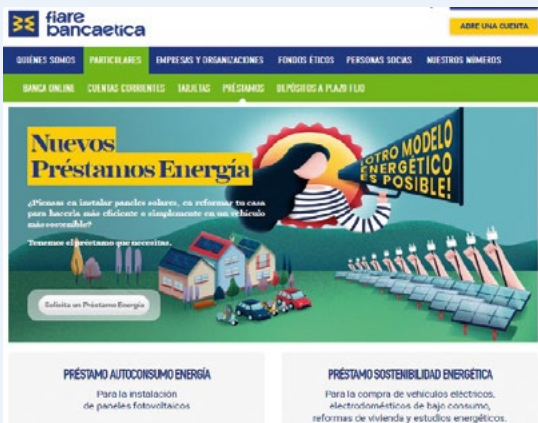 fiare
bancaetica
ABRE UNA CUENTA
QUIÉNES SOMOS PARTICULARES EMPRESAS Y ORGANIZACIONES FONDOS ÉTICOS PERSONAS SOCIAS NUESTROS NÚMEROS
BANCA ONLINE CUENTAS CORRIENTES TARJETAS PRÉSTAMOS DEPÓSITOS A PLAZO FIJO
Nuevos
Préstamos Energía
¿Piensas en instalar paneles solares, en reformar tu casa
para hacerla más eficiente o simplemente en un vehículo
más sostenible?
Tenemos el préstamo que necesitas.
Solicita un Préstamo Energía
¡OTRO MODELO
ENERGÉTICO
ES POSIBLE!
PRÉSTAMO AUTOCONSUMO ENERGÍA
Para la instalación
de paneles fotovoltaicos
PRÉSTAMO SOSTENIBILIDAD ENERGÉTICA
Para la compra de vehículos eléctricos,
electrodomésticos de bajo consumo,
reformas de vivienda y estudios energéticos.